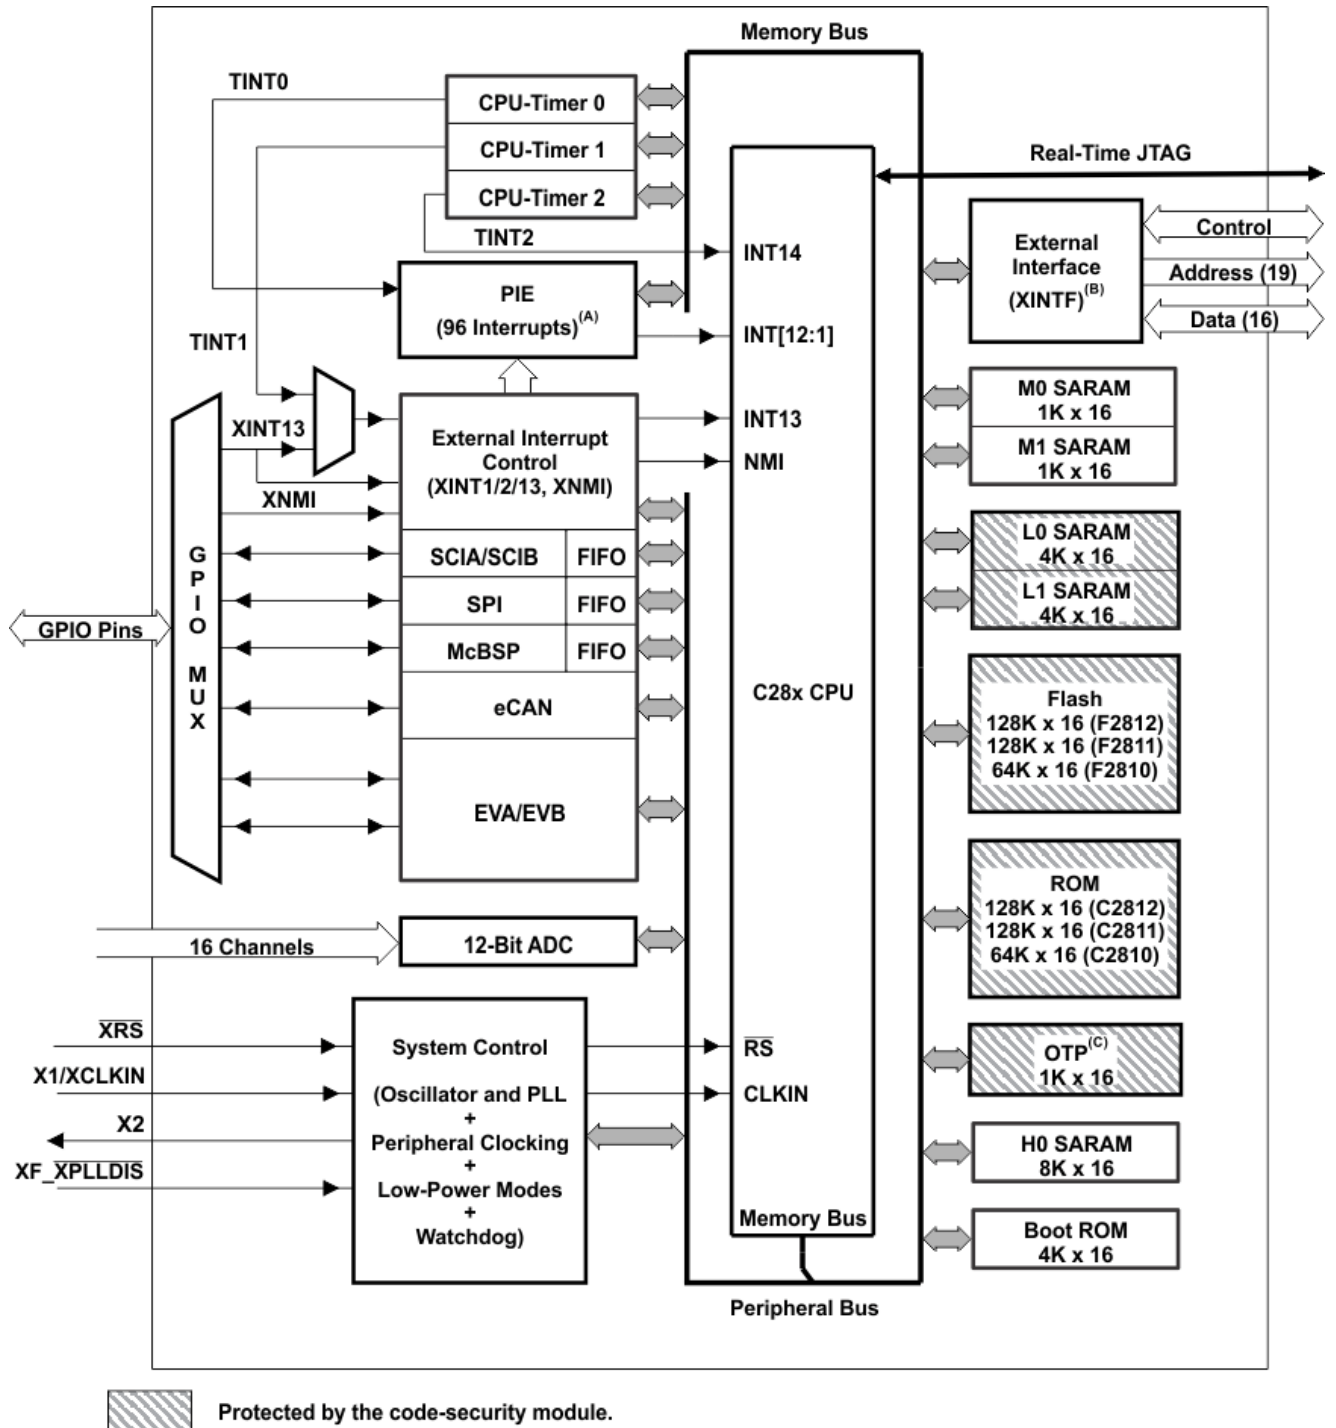 Memory Bus
TINT0
CPU-Timer 0
CPU-Timer 1
CPU-Timer 2
Real-Time JTAG
TINT2
INT14
External
Interface
(XINTF)(B)
Control
Address (19)
Data (16)
PIE
(96 Interrupts)(A)
INT[12:1]
TINT1
XINT13
XNMI
External Interrupt
Control
(XINT1/2/13, XNMI)
INT13
NMI
M0 SARAM
1K x 16
M1 SARAM
1K x 16
L0 SARAM
4K x 16
L1 SARAM
4K x 16
GPIO Pins
GPIO MUX
SCIA/SCIB
FIFO
SPI
FIFO
McBSP
FIFO
eCAN
EVA/EVB
C28x CPU
Flash
128K x 16 (F2812)
128K x 16 (F2811)
64K x 16 (F2810)
ROM
128K x 16 (C2812)
128K x 16 (C2811)
64K x 16 (C2810)
16 Channels
12-Bit ADC
XRS
X1/XCLKIN
X2
XF_XPLLDIS
System Control
(Oscillator and PLL
+
Peripheral Clocking
+
Low-Power Modes
+
Watchdog)
RS
CLKIN
OTP(C)
1K x 16
H0 SARAM
8K x 16
Boot ROM
4K x 16
Memory Bus
Peripheral Bus
Protected by the code-security module.